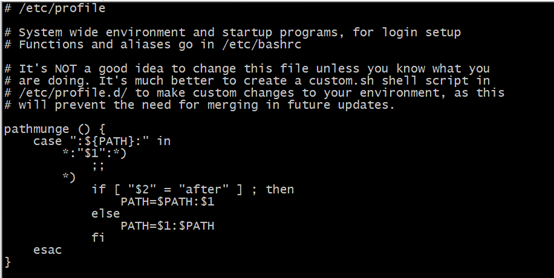 # /etc/profile
# System wide environment and startup programs, for login setup
# Functions and aliases go in /etc/bashrc
# It's NOT a good idea to change this file unless you know what you
# are doing. It's much better to create a custom.sh shell script in
# /etc/profile.d/ to make custom changes to your environment, as this
# will prevent the need for merging in future updates.
pathmunge () {
    case ":${PATH}:" in
        *:"$1":*)
            ;;
        *)
            if [ "$2" = "after" ] ; then
                PATH=$PATH:$1
            else
                PATH=$1:$PATH
            fi
    esac
}